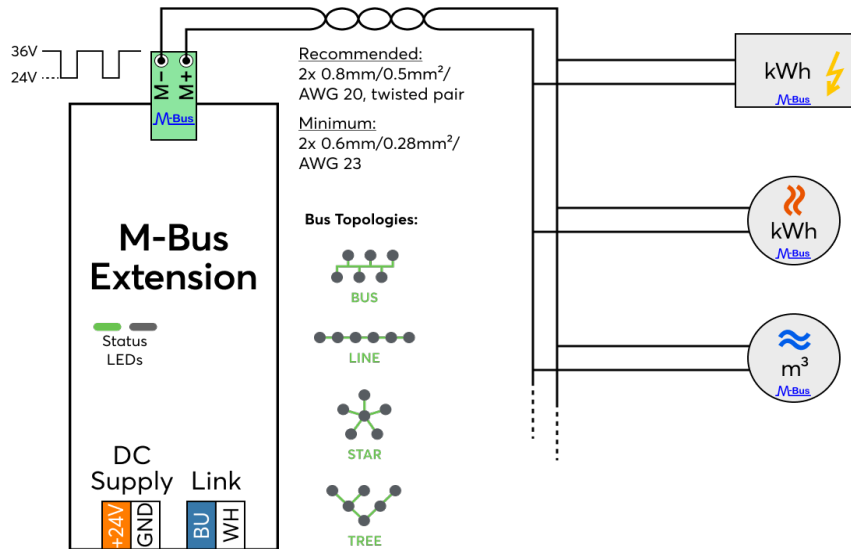 36V
24V
M-
M+
M-Bus
Recommended:
2x 0.8mm/0.5mm²/
AWG 20, twisted pair
Minimum:
2x 0.6mm/0.28mm²/
AWG 23
kWh
M-Bus
M-Bus
Extension
Bus Topologies:
kWh
M-Bus
BUS
Status
LEDs
LINE
m³
M-Bus
STAR
DC
Supply
Link
+24V
GND
BU
WH
TREE